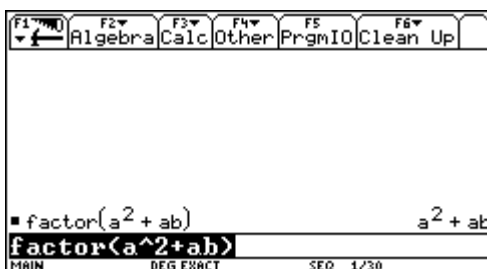 F1 F2 F3 F4 F5 F6
Algebra Calc Other PrgmIO Clean Up
factor(a² + ab) a² + ab
factor(a^2+ab)
MAIN DEG EXACT SEQ 1/30